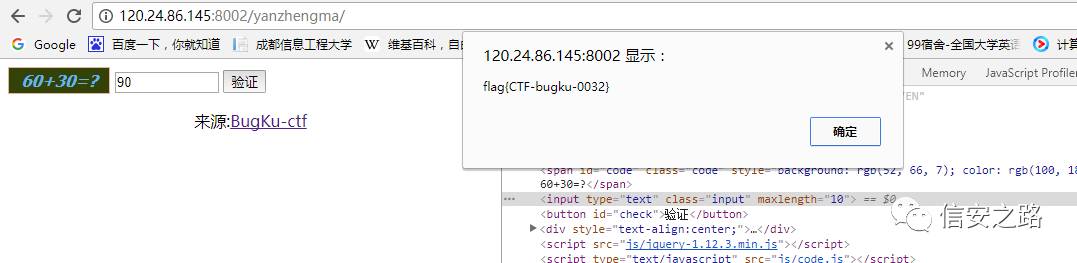 120.24.86.145:8002/yanzhengma/
Google
百度一下，你就知道
成都信息工程大学
W
维基百科，自由
99宿舍-全国大学英语
计
120.24.86.145:8002 显示：
flag{CTF-bugku-0032}
确定
60+30=?
90
验证
来源:BugKu-ctf
Memory
JavaScript Profiler
EN"
<span id="code" class="code" style="background: rgb(52, 66, 7); color: rgb(100, 18
60+30=?</span>
<input type="text" class="input" maxlength="10"> == $0
<button id="check">验证</button>
<div style="text-align:center;">…</div>
<script src="js/jquery-1.12.3.min.js"></script>
<script type="text/javascript" src="js/code.js"></script>
信安之路